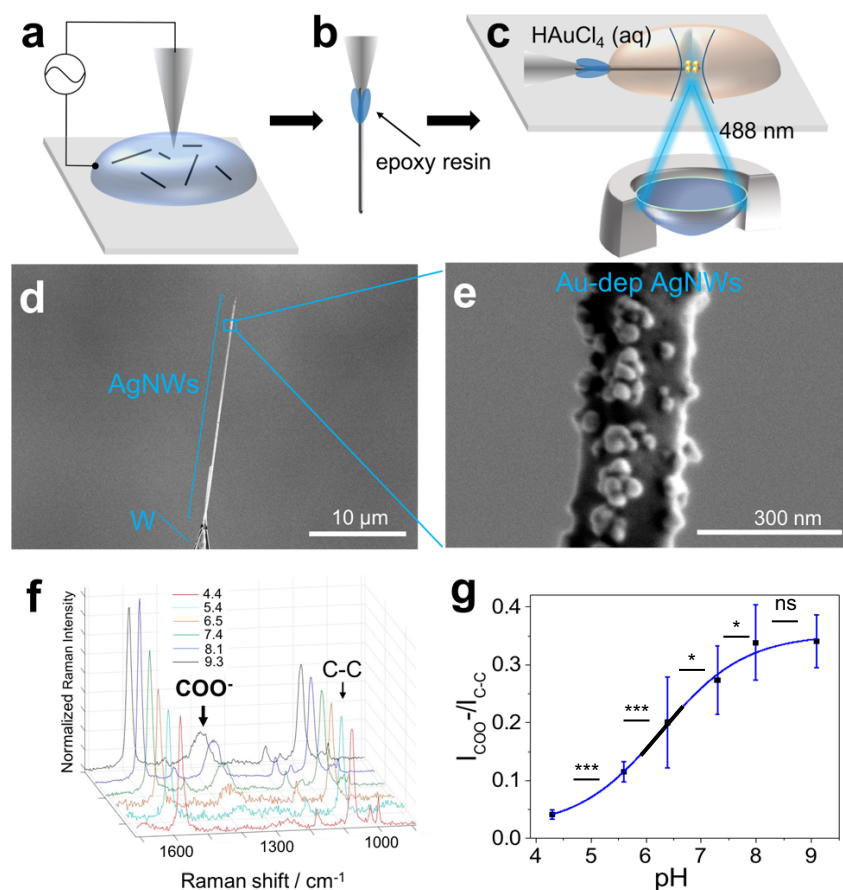 a
b
c
HAuCl₄ (aq)
epoxy resin
488 nm
d
AgNWs
W
10 µm
e
Au-dep AgNWs
300 nm
f
Normalized Raman Intensity
4.4
5.4
6.5
7.4
8.1
9.3
COO⁻
C-C
1600
1300
1000
Raman shift / cm⁻¹
g
I_COO⁻/I_C-C
0.4
0.3
0.2
0.1
0.0
***
***
*
*
ns
4
5
6
7
8
9
pH